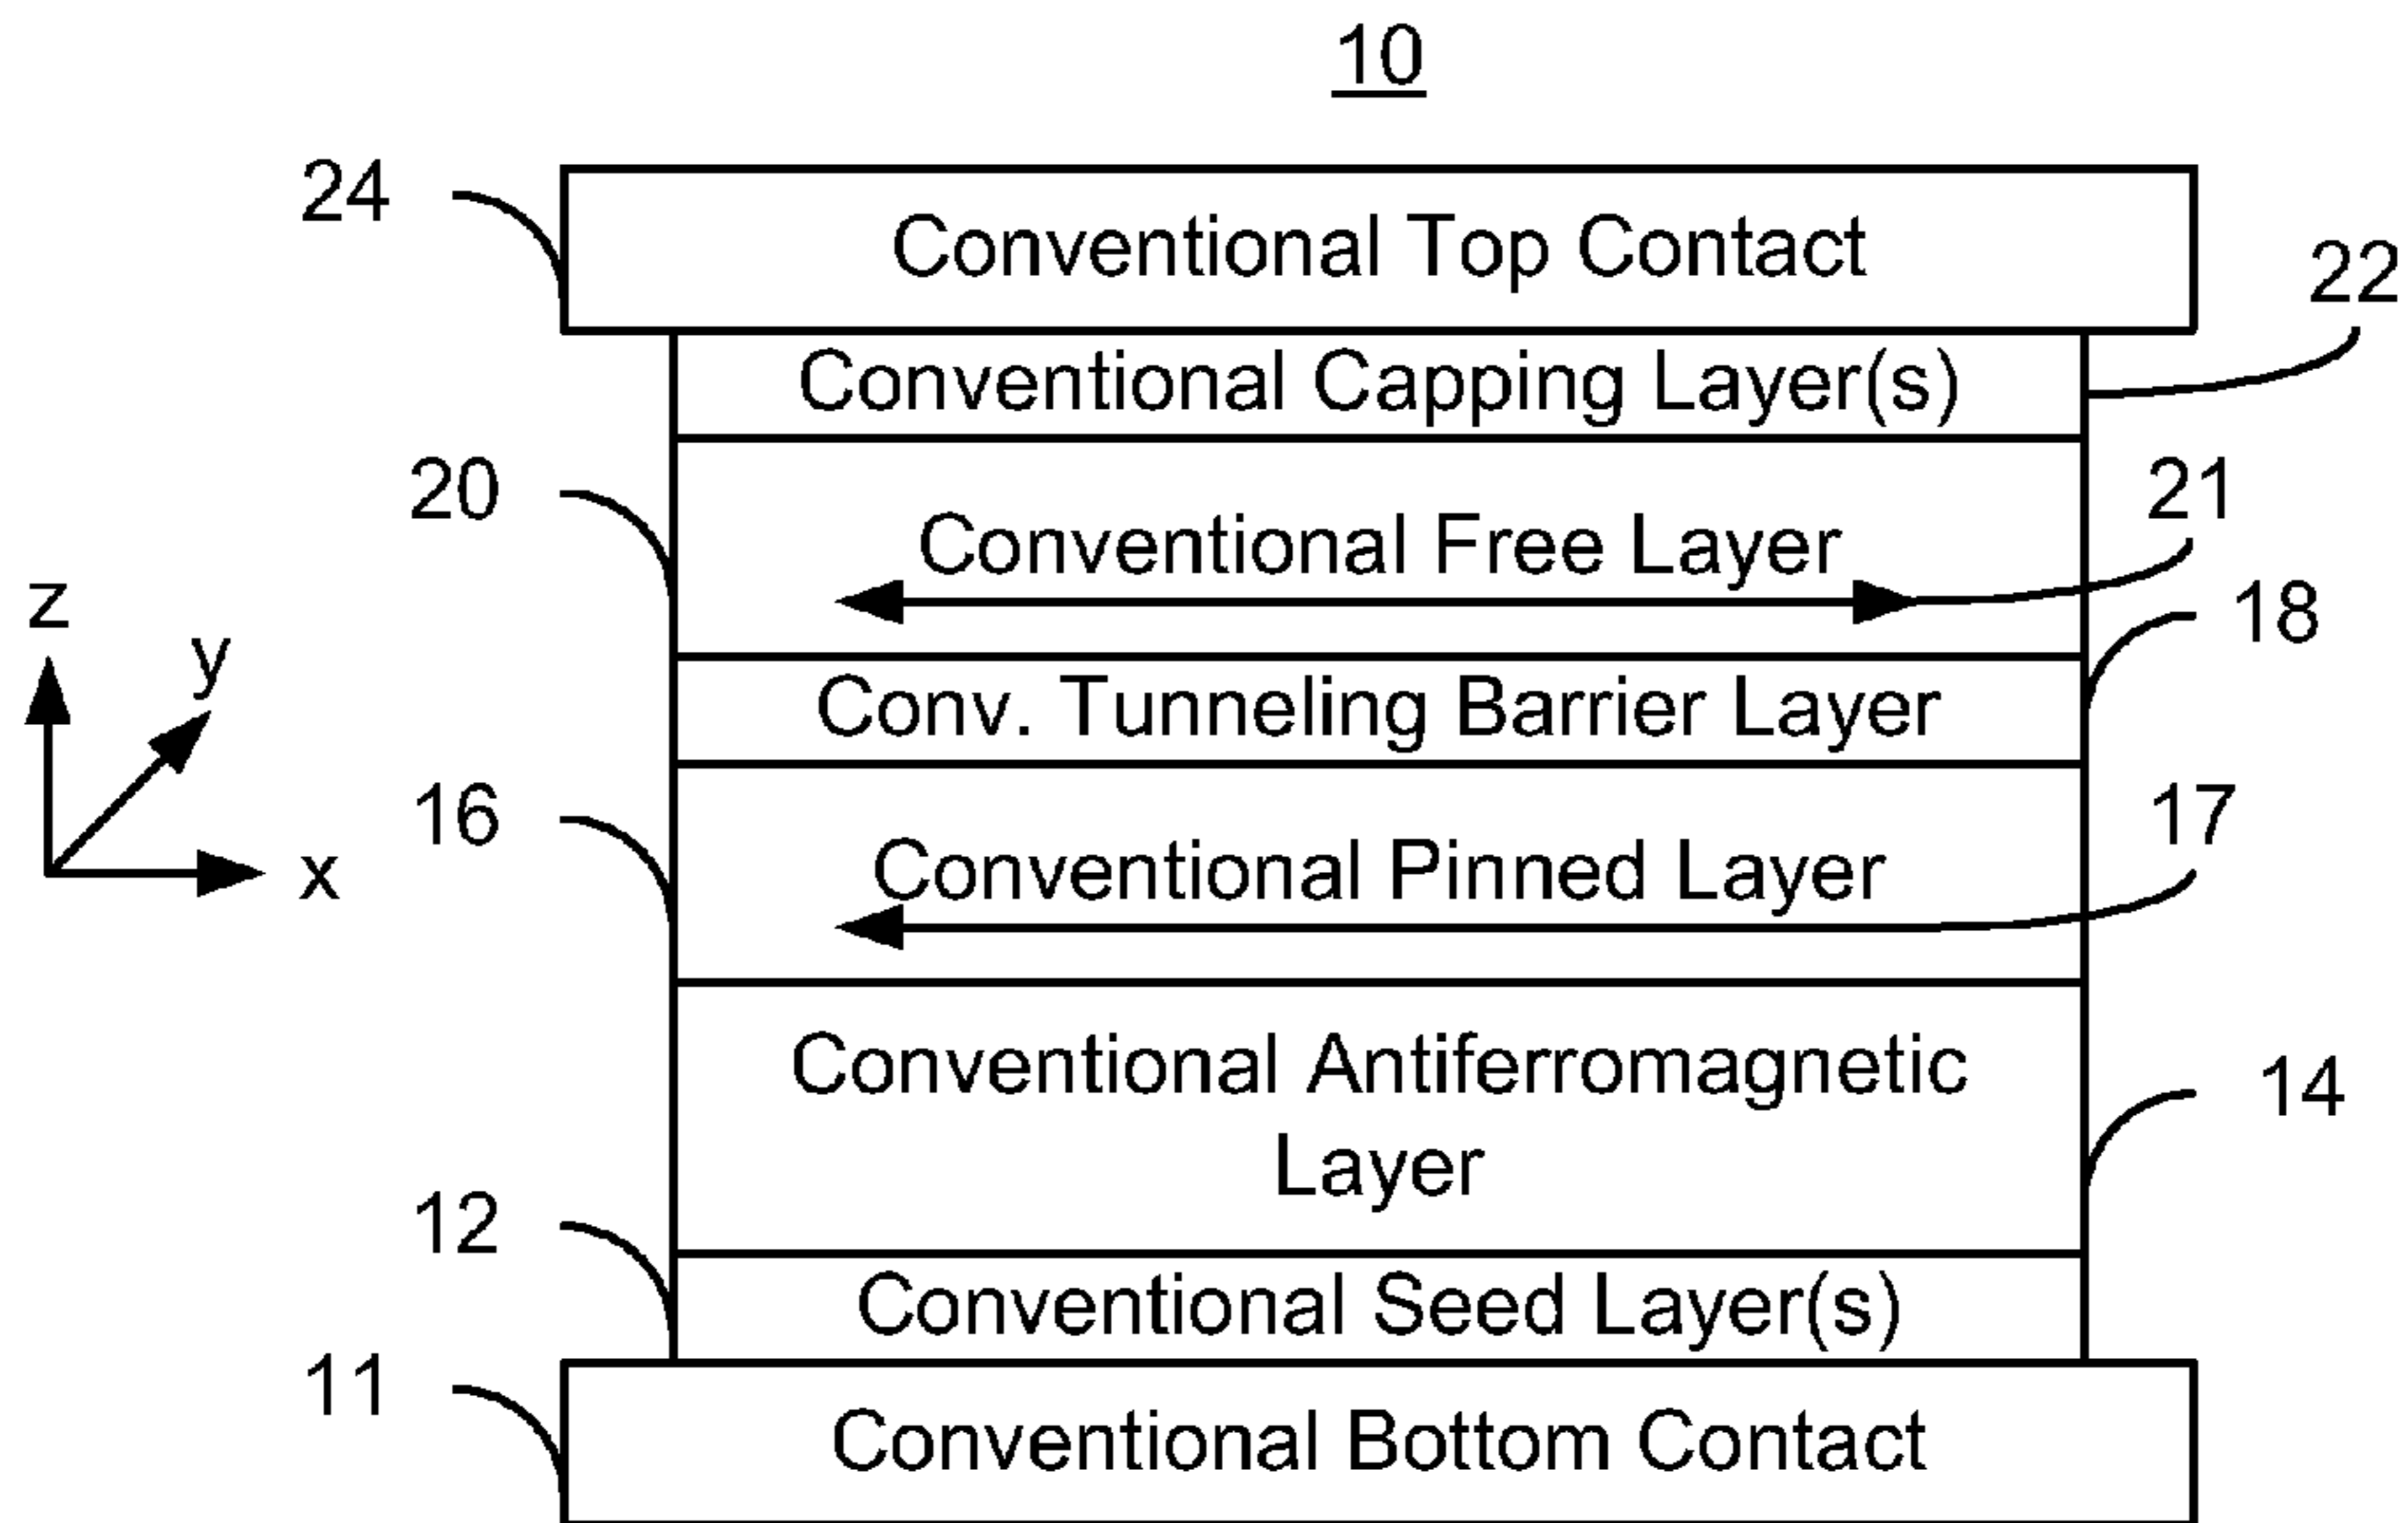 10
24
Conventional Top Contact
22
Conventional Capping Layer(s)
20
21
Conventional Free Layer
z
y
x
18
Conv. Tunneling Barrier Layer
16
17
Conventional Pinned Layer
Conventional Antiferromagnetic
Layer
14
12
Conventional Seed Layer(s)
11
Conventional Bottom Contact